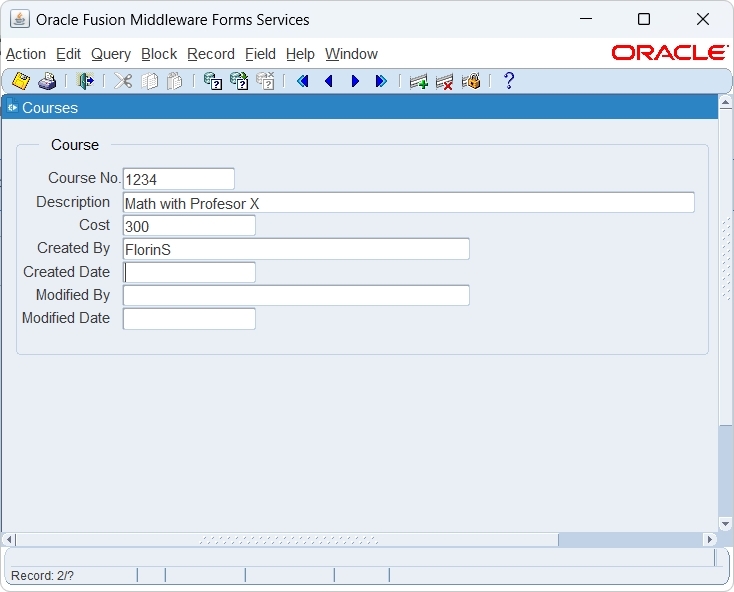 Oracle Fusion Middleware Forms Services
Action Edit Query Block Record Field Help Window
ORACLE
Courses
Course
Course No. 1234
Description Math with Profesor X
Cost 300
Created By FlorinS
Created Date
Modified By
Modified Date
Record: 2/?